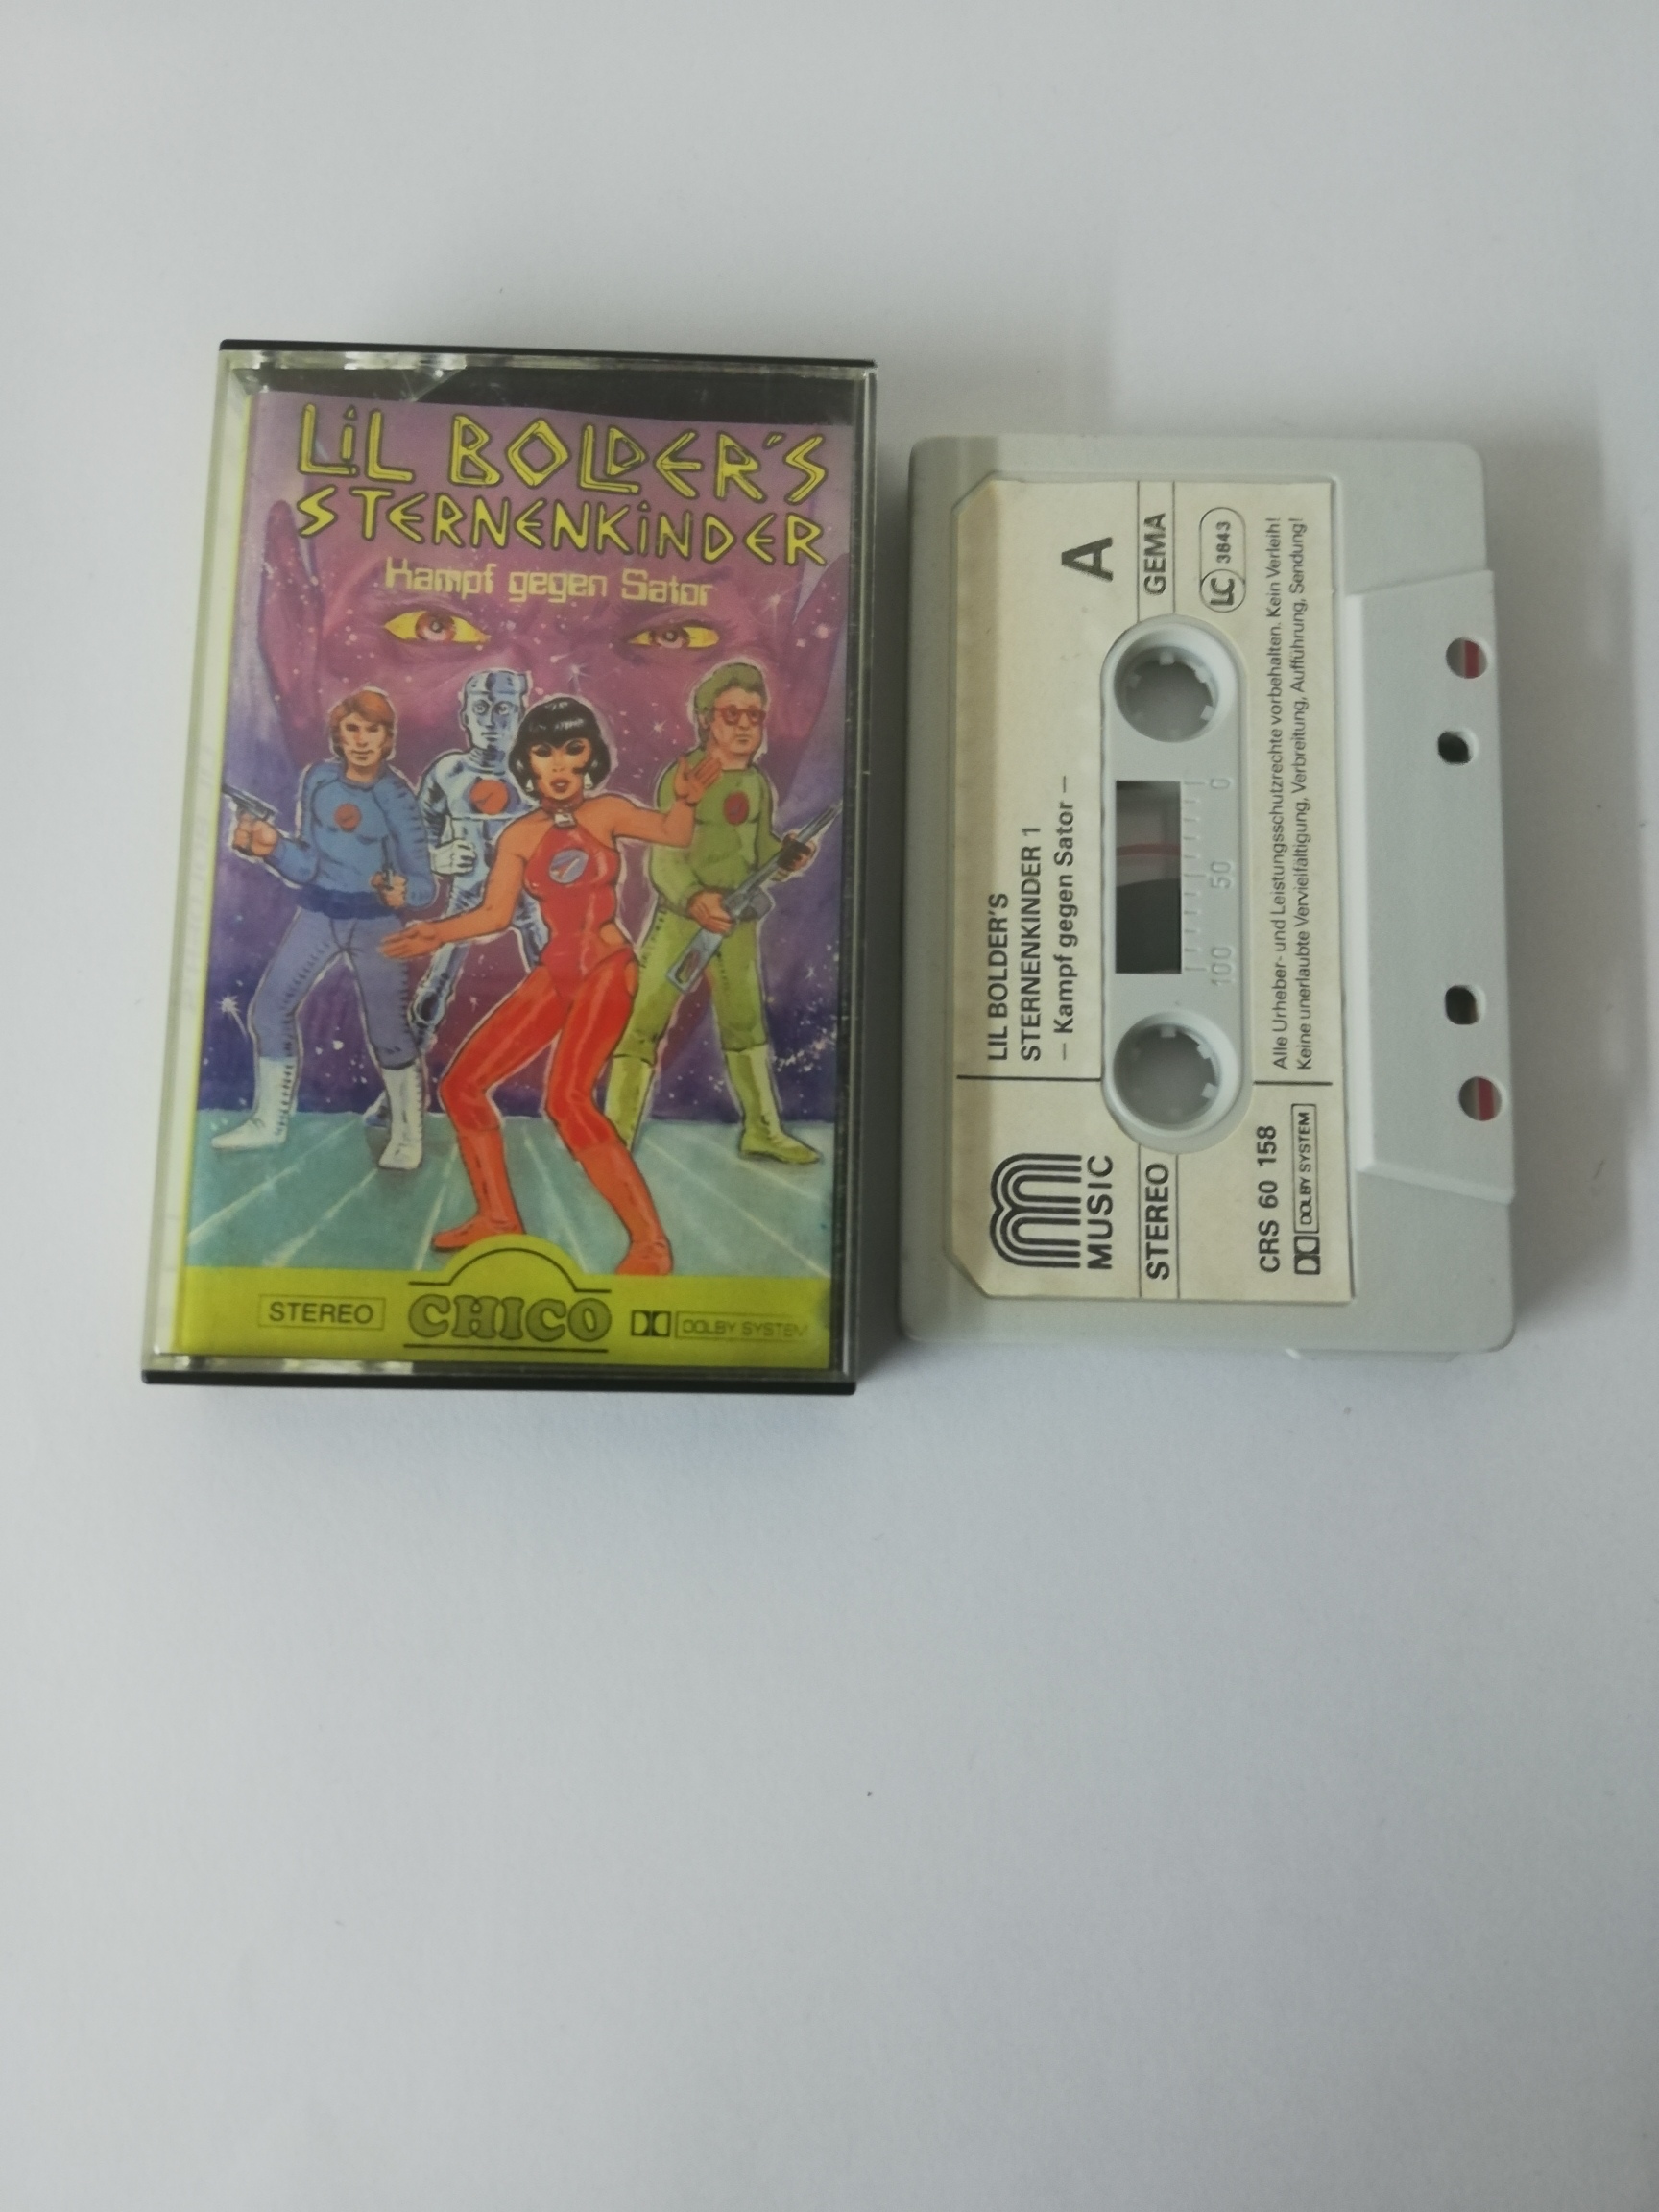 LiL BOLDER'S
STERNENKiNDER
Kampf gegen Sator
STEREO
CHICO
DOLBY SYSTEM
LIL BOLDER'S
STERNENKINDER 1
– Kampf gegen Sator –
A
MUSIC
STEREO
GEMA
LC 3843
100 50 0
CRS 60 158
DOLBY SYSTEM
Alle Urheber- und Leistungsschutzrechte vorbehalten. Kein Verleih!
Keine unerlaubte Vervielfältigung, Verbreitung, Aufführung, Sendung!